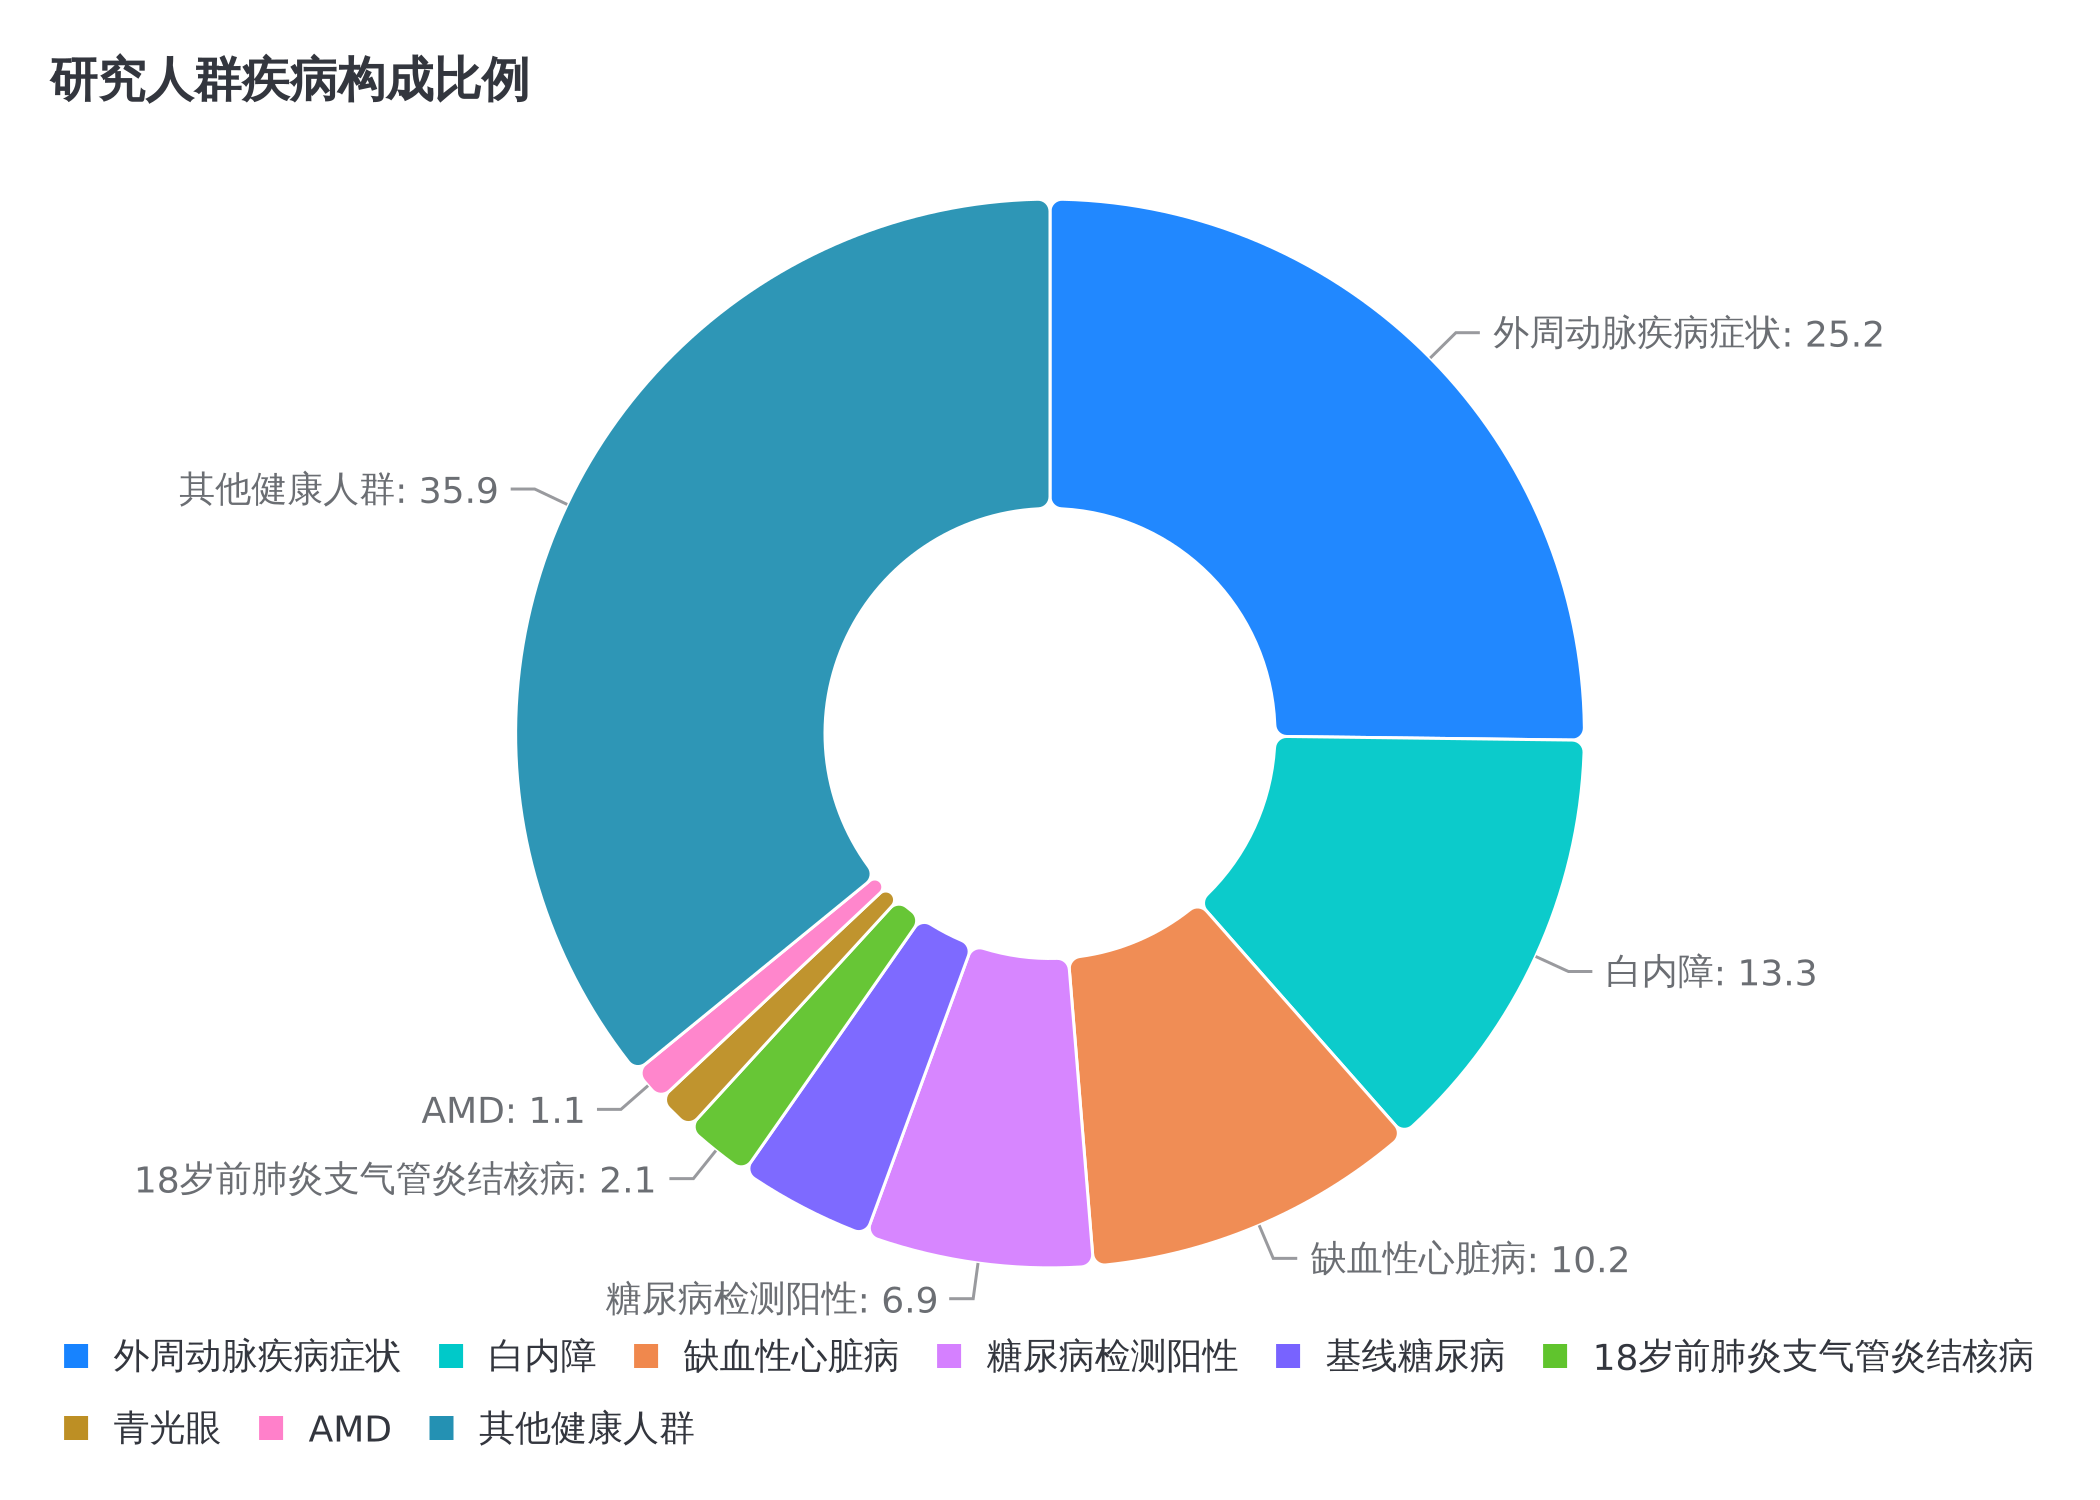 研究人群疾病构成比例
外周动脉疾病症状: 25.2
其他健康人群: 35.9
白内障: 13.3
AMD: 1.1
18岁前肺炎支气管炎结核病: 2.1
缺血性心脏病: 10.2
糖尿病检测阳性: 6.9
外周动脉疾病症状 白内障 缺血性心脏病 糖尿病检测阳性 基线糖尿病 18岁前肺炎支气管炎结核病
青光眼 AMD 其他健康人群